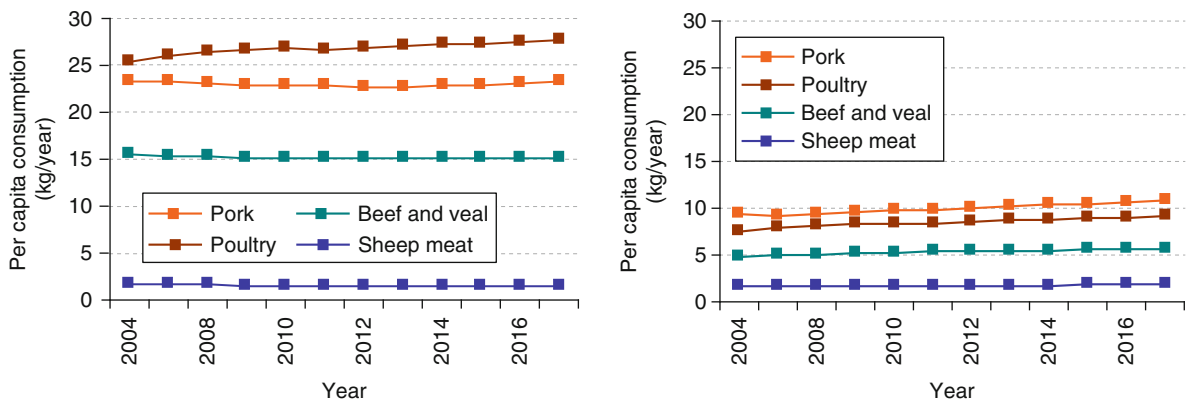 Per capita consumption
(kg/year)
30
25
20
15
10
5
0
Pork
Beef and veal
Poultry
Sheep meat
2004
2008
2010
2012
2014
2016
Year
Per capita consumption
(kg/year)
30
25
20
15
10
5
0
Pork
Poultry
Beef and veal
Sheep meat
2004
2008
2010
2012
2014
2016
Year